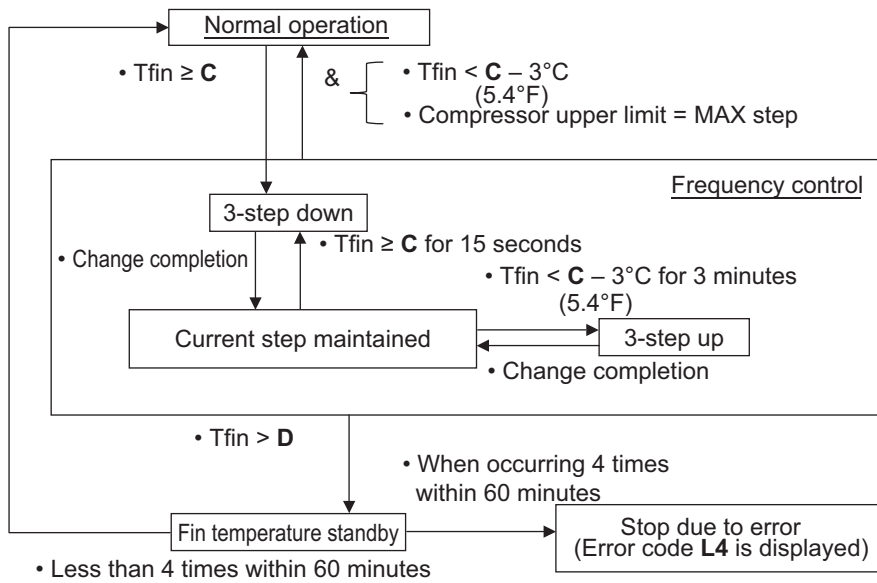 Normal operation
• Tfin ≥ C
&
• Tfin < C – 3°C
(5.4°F)
• Compressor upper limit = MAX step
Frequency control
3-step down
• Change completion
• Tfin ≥ C for 15 seconds
• Tfin < C – 3°C for 3 minutes
(5.4°F)
Current step maintained
3-step up
• Change completion
• Tfin > D
• When occurring 4 times
within 60 minutes
Fin temperature standby
Stop due to error
(Error code L4 is displayed)
• Less than 4 times within 60 minutes